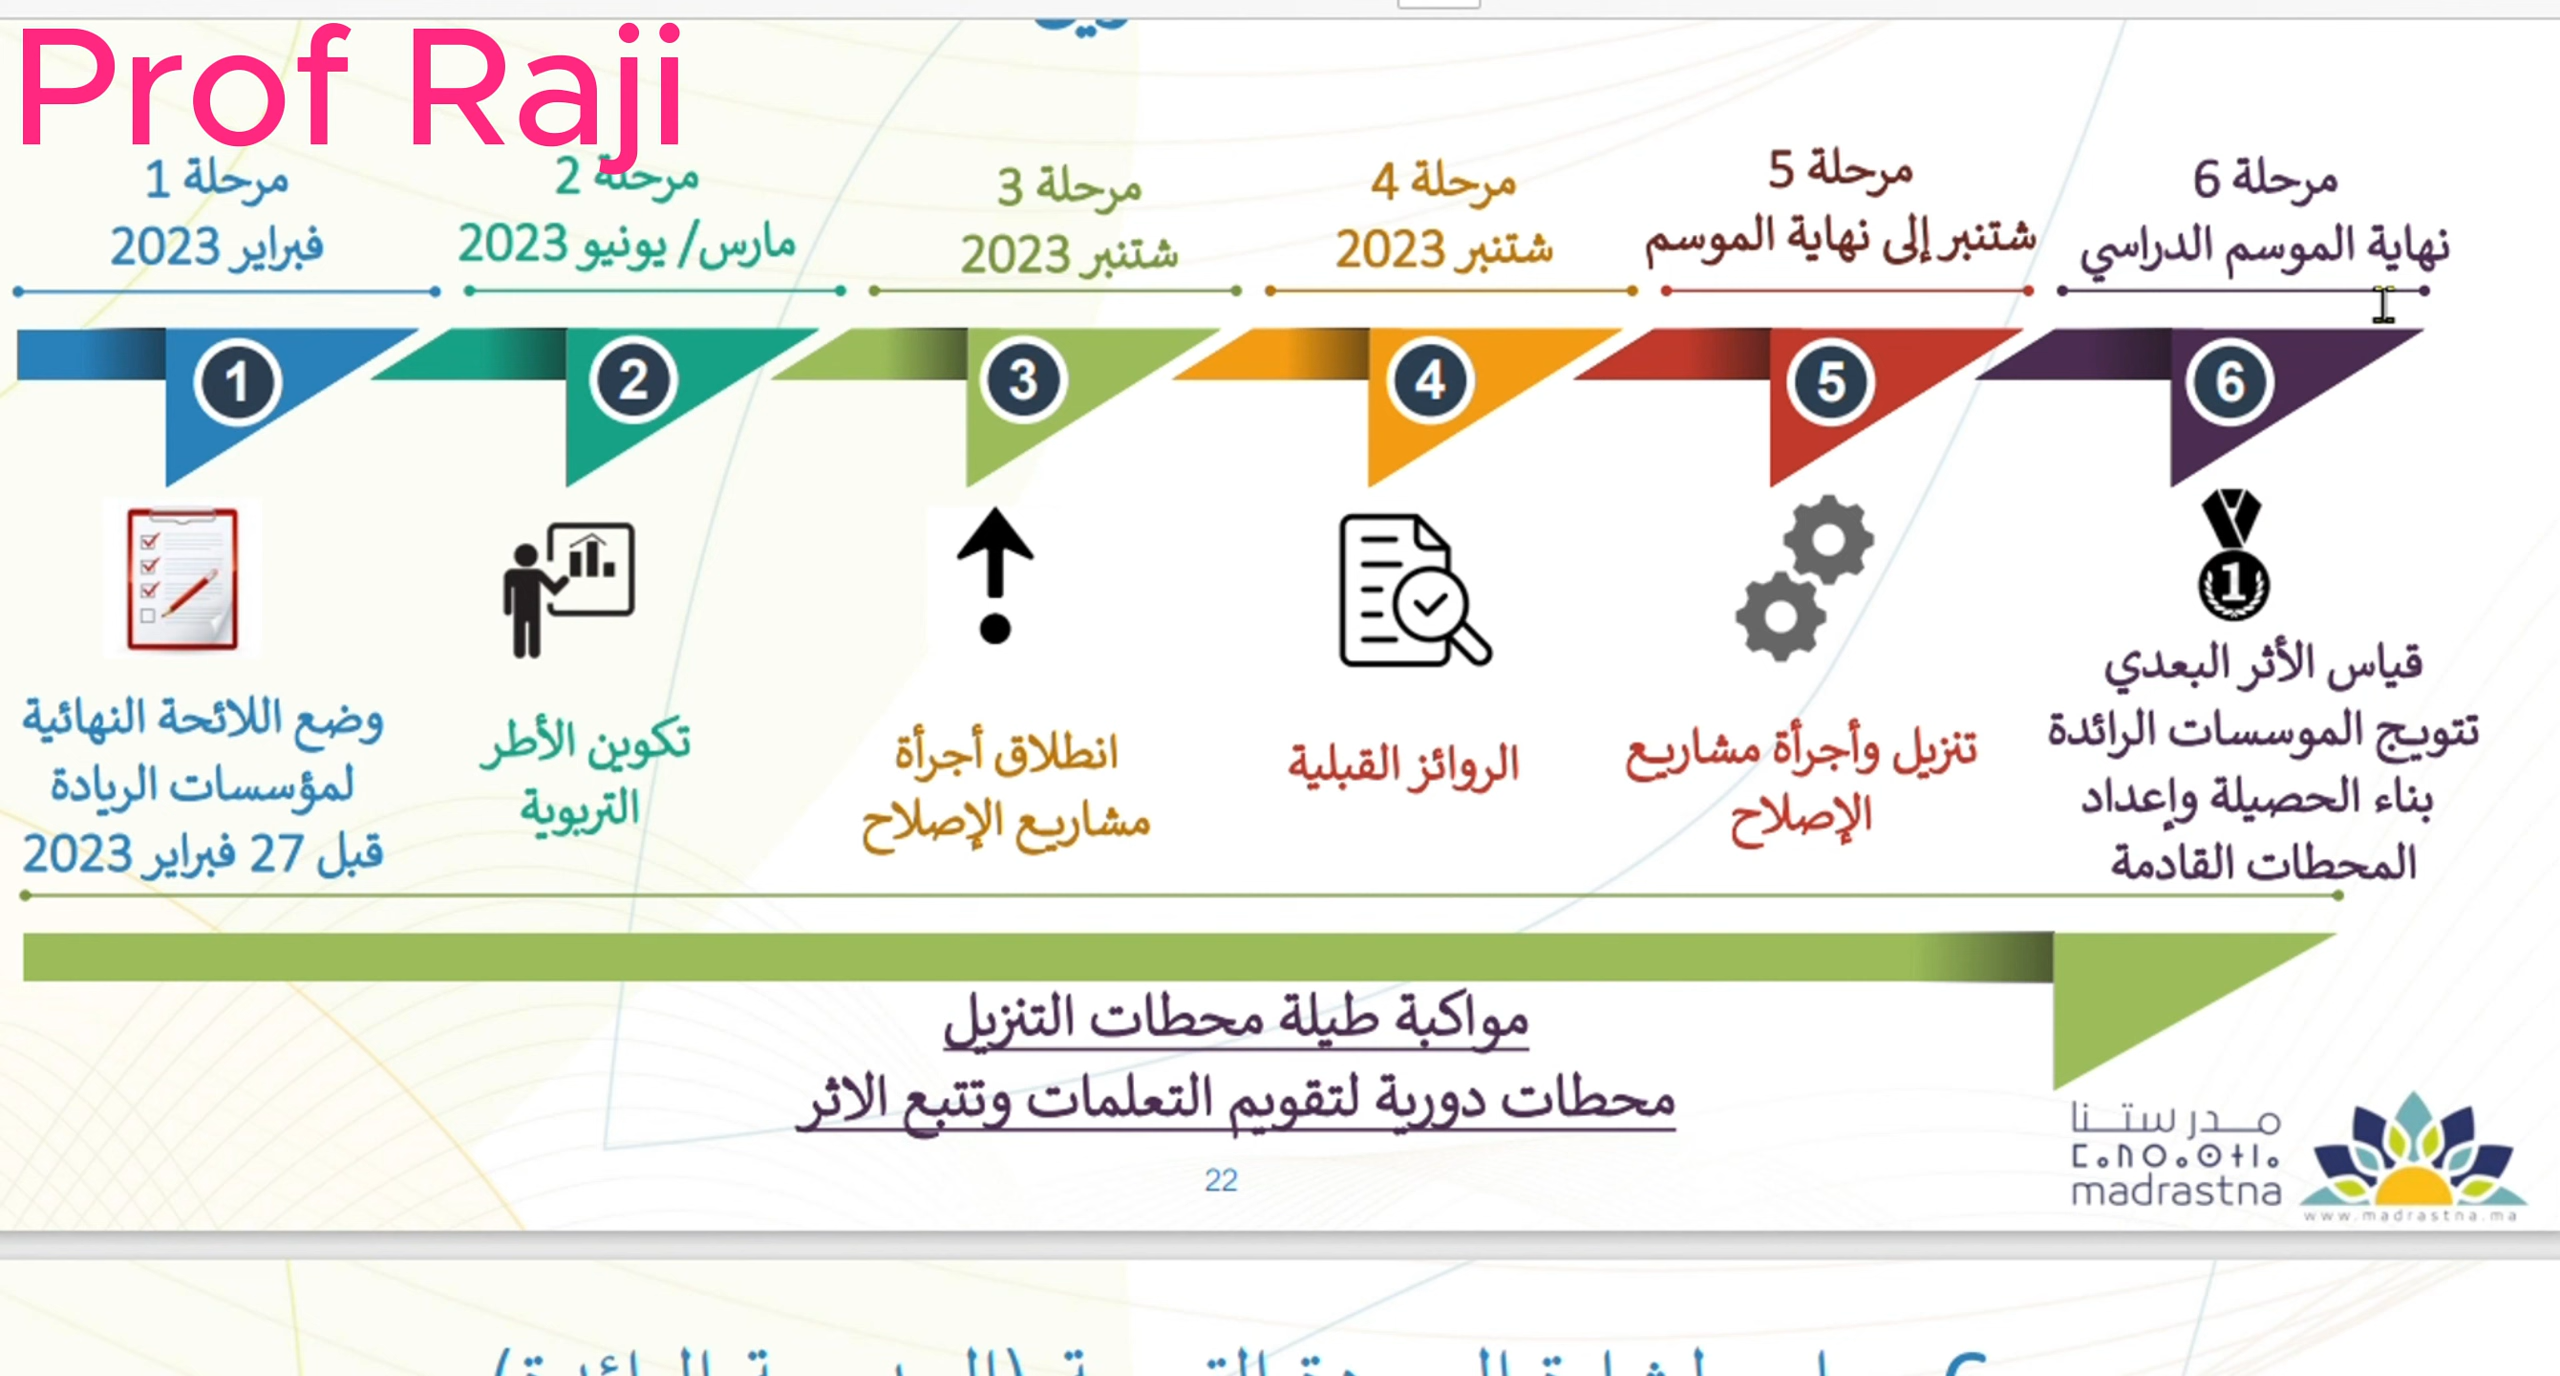 Prof Raji
مرحلة 1
فبراير 2023
مرحلة 2
مارس/ يونيو 2023
مرحلة 3
شتنبر 2023
مرحلة 4
شتنبر 2023
مرحلة 5
شتنبر إلى نهاية الموسم
مرحلة 6
نهاية الموسم الدراسي
1
2
3
4
5
6
1
وضع اللائحة النهائية
لمؤسسات الريادة
قبل 27 فبراير 2023
تكوين الأطر
التربوية
انطلاق أجرأة
مشاريع الإصلاح
الروائز القبلية
تنزيل وأجرأة مشاريع
الإصلاح
قياس الأثر البعدي
تتويج الموسسات الرائدة
بناء الحصيلة وإعداد
المحطات القادمة
مواكبة طيلة محطات التنزيل
محطات دورية لتقويم التعلمات وتتبع الاثر
22
مدرستنا
ⵎⴰⴷⵔⴰⵙⵜⵏⴰ
madrastna
www.madrastna.ma